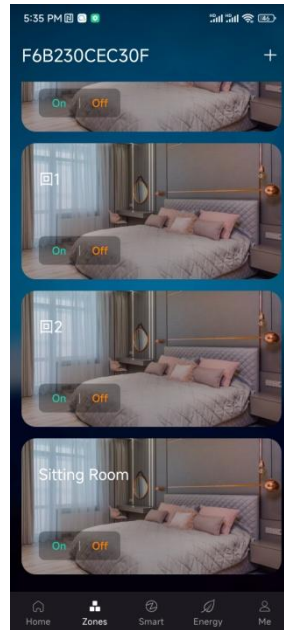 5:35 PM
F6B230CEC30F +
On | Off
回1
On | Off
回2
On | Off
Sitting Room
On | Off
Home Zones Smart Energy Me